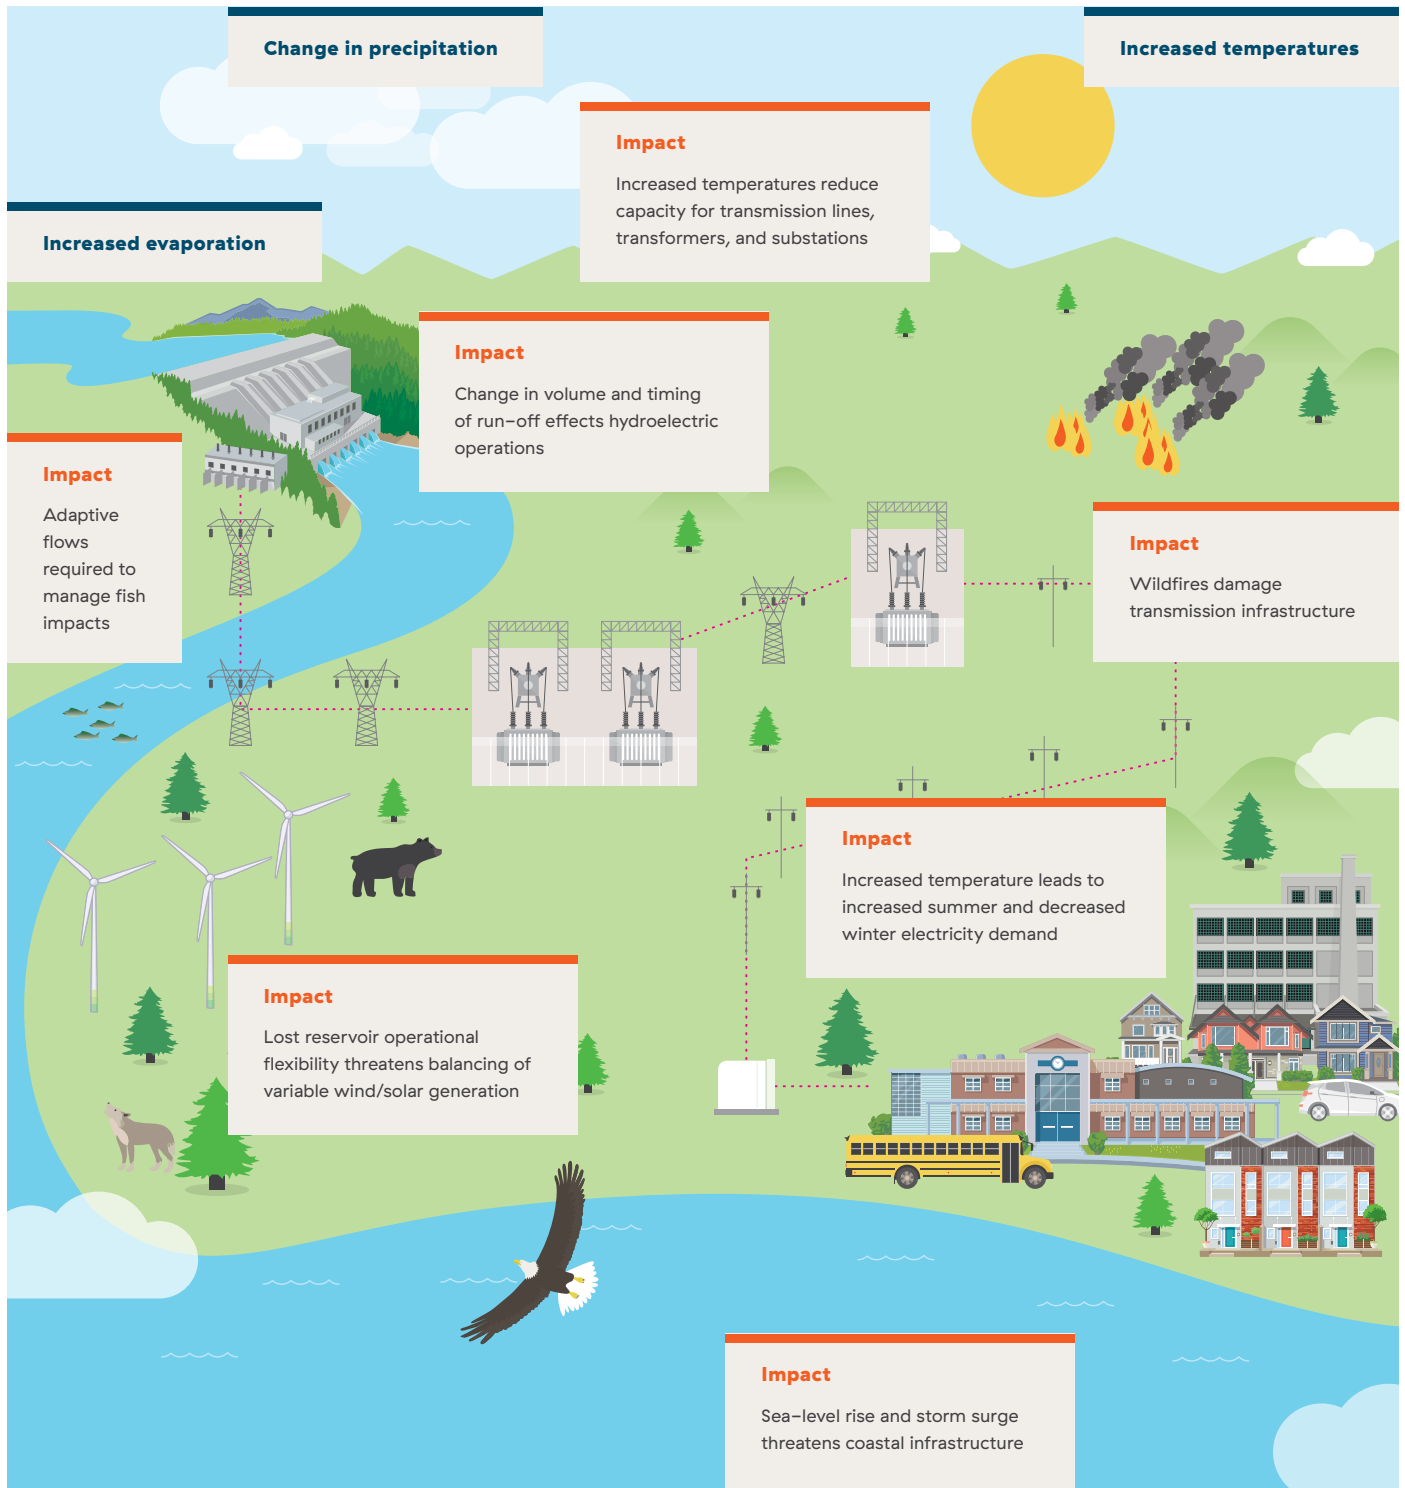 Change in precipitation
Increased temperatures
Impact
Increased temperatures reduce
capacity for transmission lines,
transformers, and substations
Increased evaporation
Impact
Change in volume and timing
of run-off effects hydroelectric
operations
Impact
Adaptive
flows
required to
manage fish
impacts
Impact
Wildfires damage
transmission infrastructure
Impact
Increased temperature leads to
increased summer and decreased
winter electricity demand
Impact
Lost reservoir operational
flexibility threatens balancing of
variable wind/solar generation
Impact
Sea-level rise and storm surge
threatens coastal infrastructure